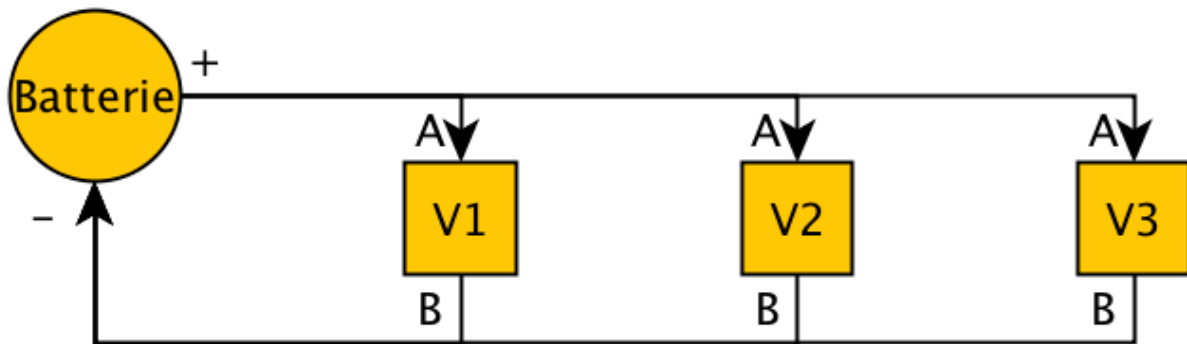 +
Batterie
A A A
-
V1 V2 V3
B B B